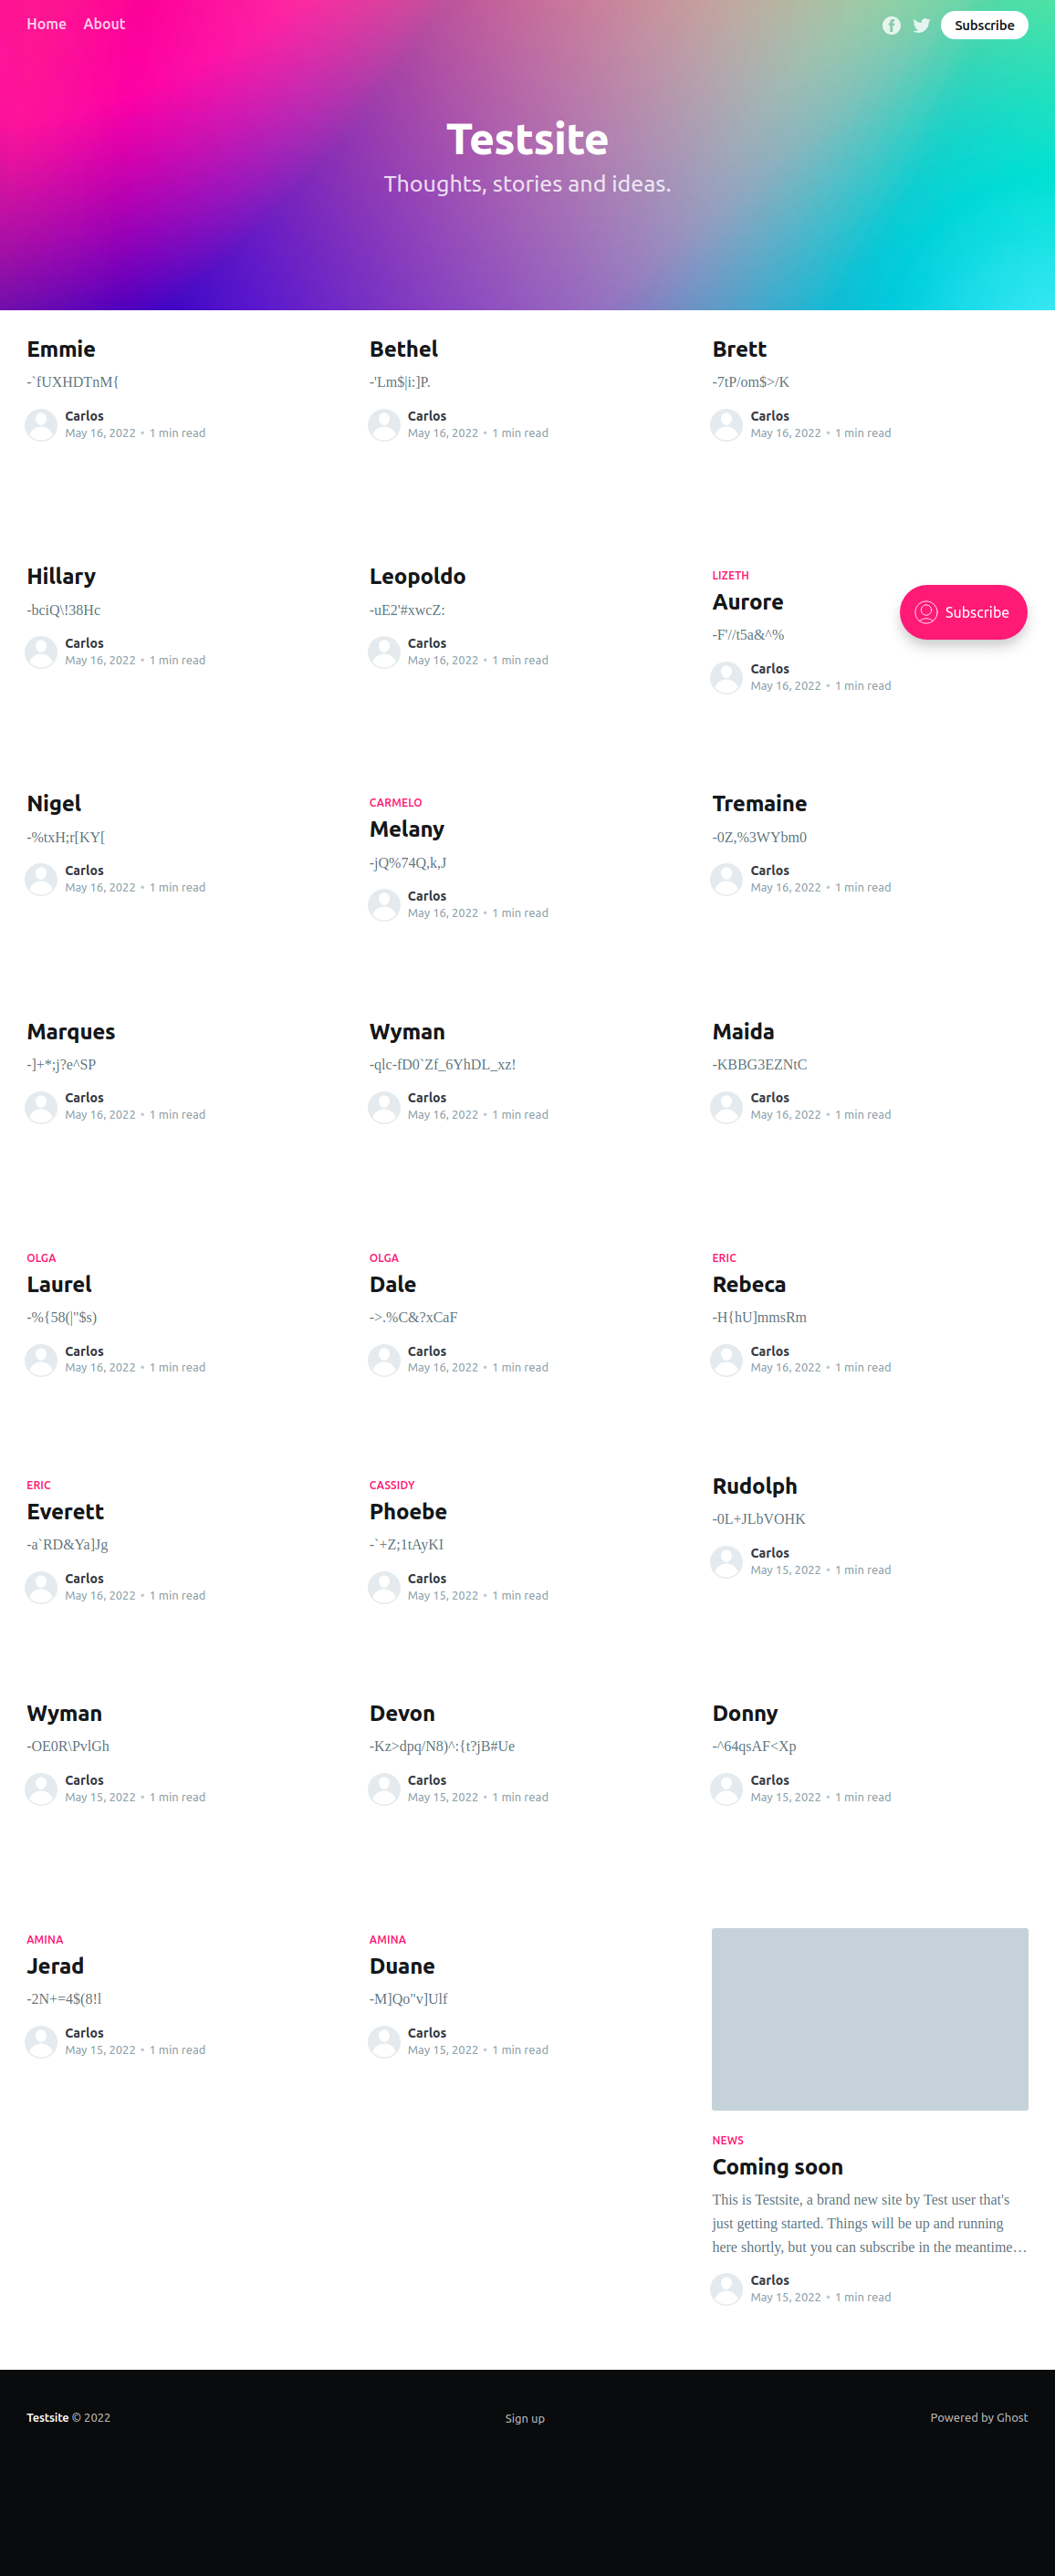 Home About Subscribe
Testsite
Thoughts, stories and ideas.
Emmie
-`fUXHDTnM{
Carlos
May 16, 2022 • 1 min read
Bethel
-'Lm$|i:]P.
Carlos
May 16, 2022 • 1 min read
Brett
-7tP/om$>/K
Carlos
May 16, 2022 • 1 min read
Hillary
-bciQ\!38Hc
Carlos
May 16, 2022 • 1 min read
Leopoldo
-uE2'#xwcZ:
Carlos
May 16, 2022 • 1 min read
LIZETH
Aurore
-F'//t5a&^%
Carlos
May 16, 2022 • 1 min read
Subscribe
Nigel
-%txH;r[KY[
Carlos
May 16, 2022 • 1 min read
CARMELO
Melany
-jQ%74Q,k,J
Carlos
May 16, 2022 • 1 min read
Tremaine
-0Z,%3WYbm0
Carlos
May 16, 2022 • 1 min read
Marques
-]+*;j?e^SP
Carlos
May 16, 2022 • 1 min read
Wyman
-qlc-fD0`Zf_6YhDL_xz!
Carlos
May 16, 2022 • 1 min read
Maida
-KBBG3EZNtC
Carlos
May 16, 2022 • 1 min read
OLGA
Laurel
-%{58(|"$s)
Carlos
May 16, 2022 • 1 min read
OLGA
Dale
->.%C&?xCaF
Carlos
May 16, 2022 • 1 min read
ERIC
Rebeca
-H{hU]mmsRm
Carlos
May 16, 2022 • 1 min read
ERIC
Everett
-a`RD&Ya]Jg
Carlos
May 16, 2022 • 1 min read
CASSIDY
Phoebe
-`+Z;1tAyKI
Carlos
May 15, 2022 • 1 min read
Rudolph
-0L+JLbVOHK
Carlos
May 15, 2022 • 1 min read
Wyman
-OE0R\PvlGh
Carlos
May 15, 2022 • 1 min read
Devon
-Kz>dpq/N8)^:{t?jB#Ue
Carlos
May 15, 2022 • 1 min read
Donny
-^64qsAF<Xp
Carlos
May 15, 2022 • 1 min read
AMINA
Jerad
-2N+=4$(8!l
Carlos
May 15, 2022 • 1 min read
AMINA
Duane
-M]Qo"v]Ulf
Carlos
May 15, 2022 • 1 min read
NEWS
Coming soon
This is Testsite, a brand new site by Test user that's
just getting started. Things will be up and running
here shortly, but you can subscribe in the meantime…
Carlos
May 15, 2022 • 1 min read
Testsite © 2022
Sign up
Powered by Ghost